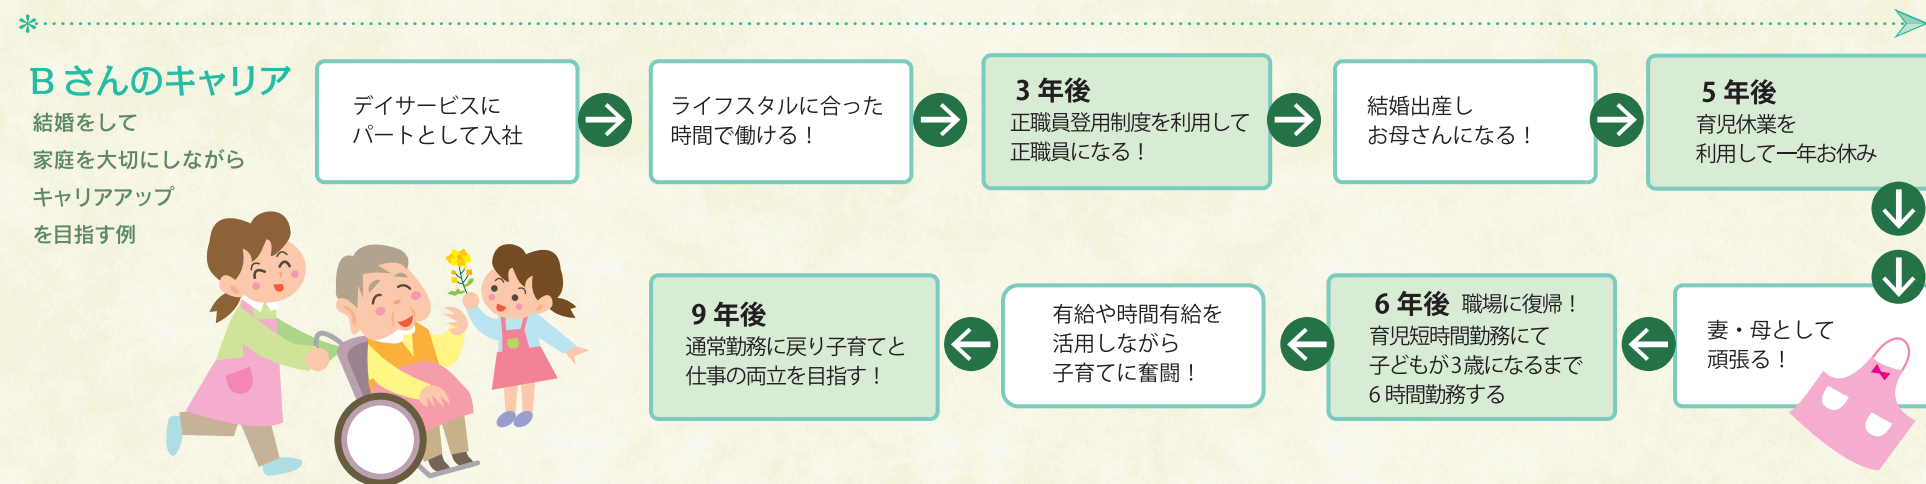 Bさんのキャリア
結婚をして
家庭を大切にしながら
キャリアアップ
を目指す例
デイサービスに
パートとして入社
ライフスタルに合った
時間で働ける！
3 年後
正職員登用制度を利用して
正職員になる！
結婚出産し
お母さんになる！
5 年後
育児休業を
利用して一年お休み
妻・母として
頑張る！
6 年後 職場に復帰！
育児短時間勤務にて
子どもが3歳になるまで
6 時間勤務する
有給や時間有給を
活用しながら
子育てに奮闘！
9 年後
通常勤務に戻り子育てと
仕事の両立を目指す！